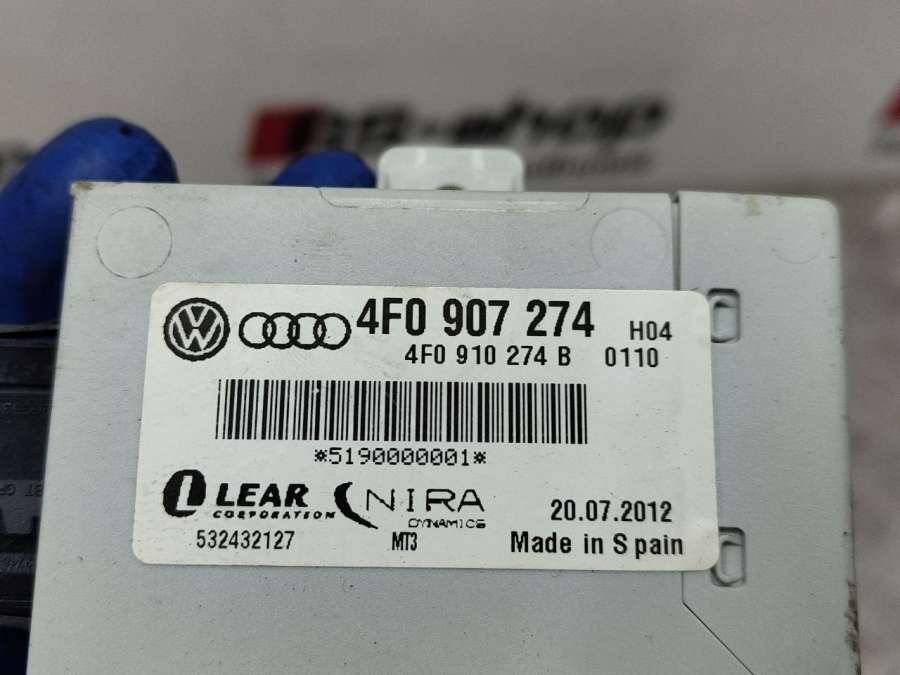 4F0 907 274 H04
4F0 910 274 B 0110
*5190000001*
LEAR NIRA
CORPORATION DYNAMICS
20.07.2012
532432127 MT3 Made in Spain